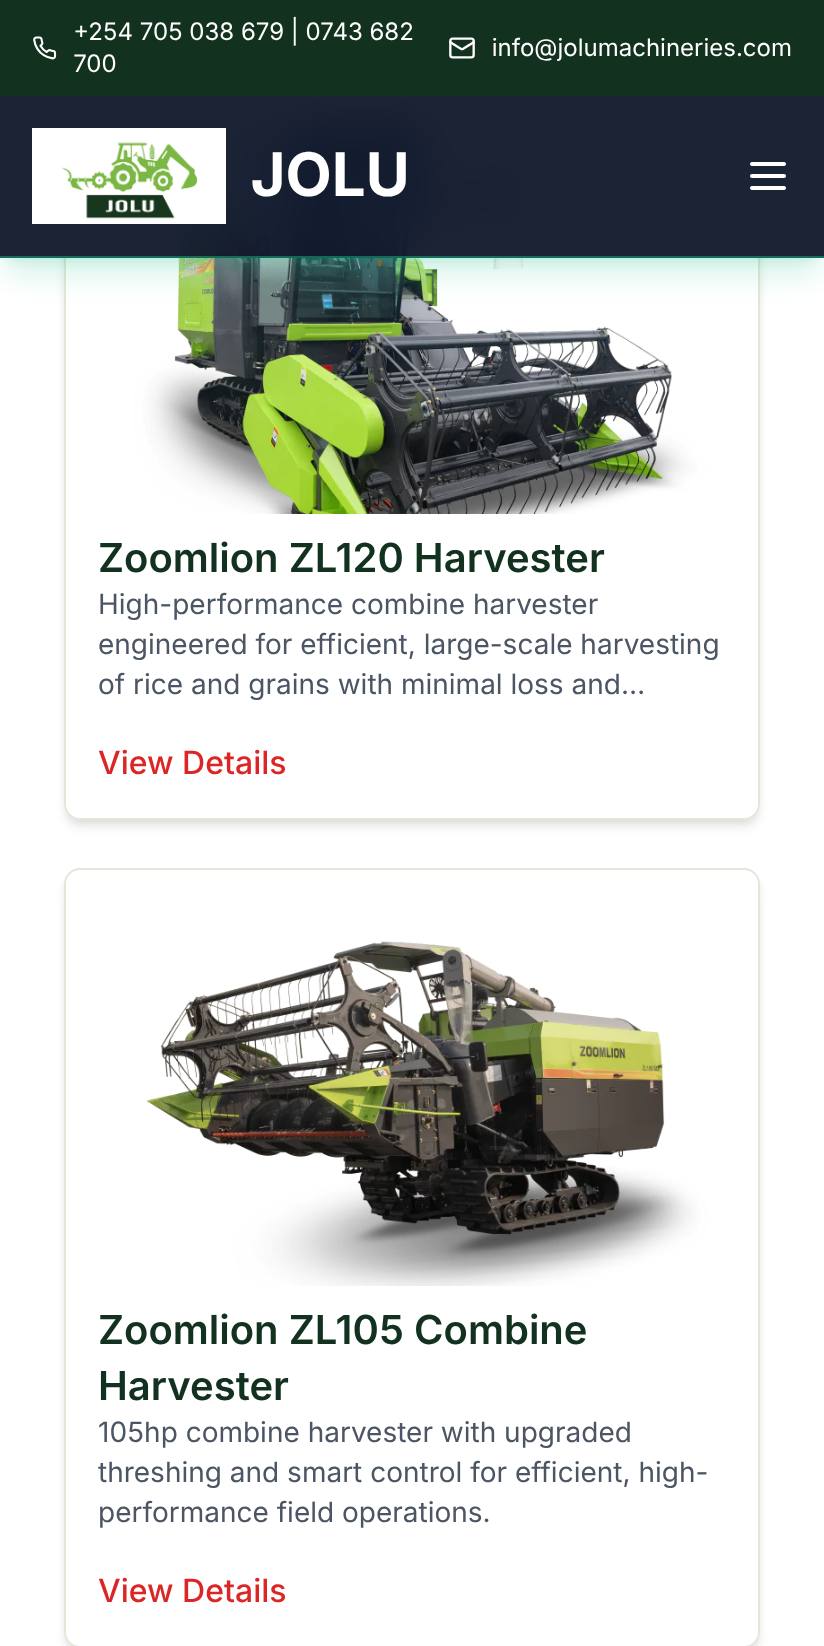 +254 705 038 679 | 0743 682
700
info@jolumachineries.com
JOLU
JOLU
Zoomlion ZL120 Harvester
High-performance combine harvester
engineered for efficient, large-scale harvesting
of rice and grains with minimal loss and...
View Details
ZOOMLION
Zoomlion ZL105 Combine
Harvester
105hp combine harvester with upgraded
threshing and smart control for efficient, high-
performance field operations.
View Details